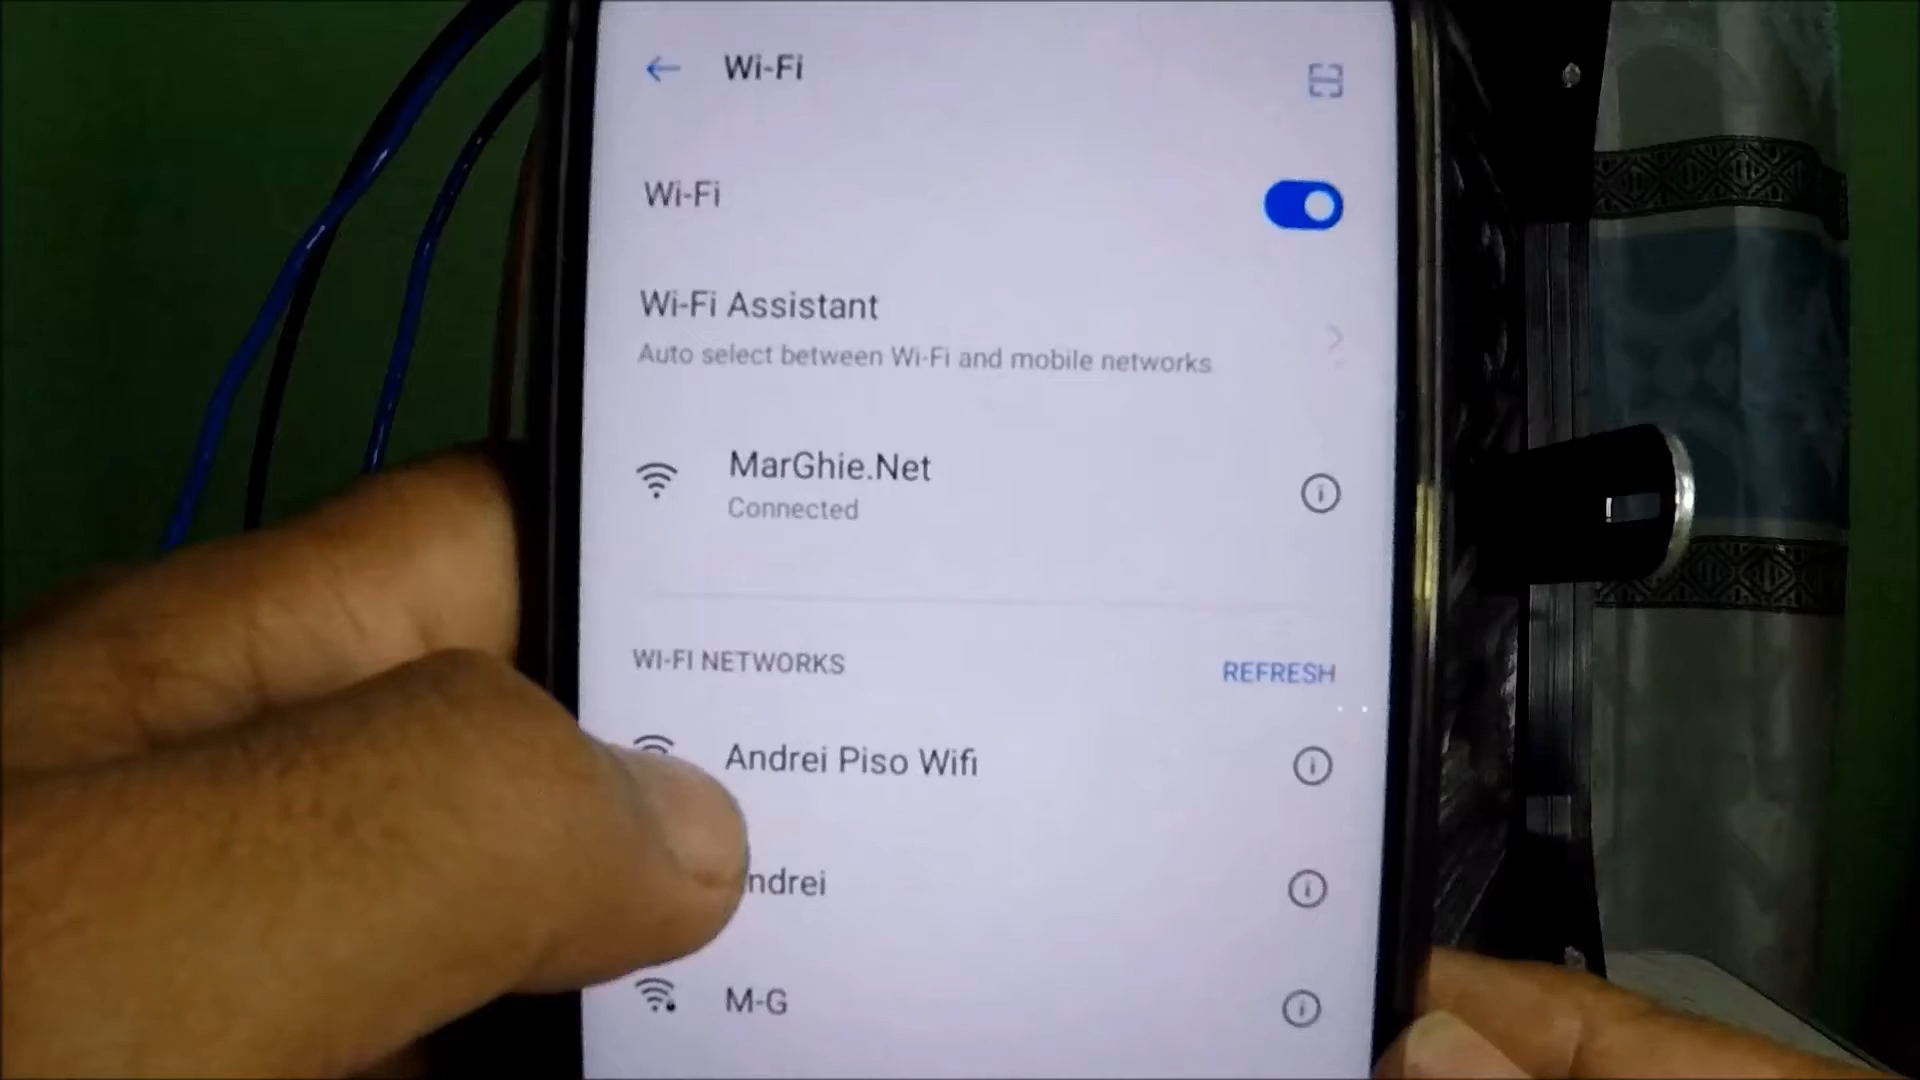 Wi-Fi
Wi-Fi
Wi-Fi Assistant
Auto select between Wi-Fi and mobile networks
MarGhie.Net
Connected
WI-FI NETWORKS
REFRESH
Andrei Piso Wifi
ndrei
M-G